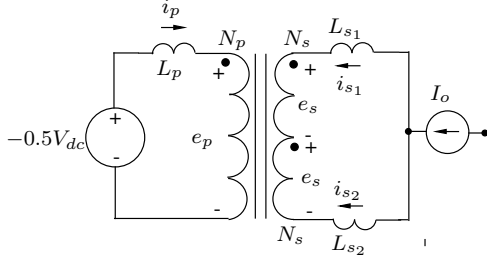 i_p
N_p
N_s
L_{s_1}
L_p
+
+
i_{s_1}
e_s
I_o
-0.5V_{dc}
+
-
e_p
-
+
e_s
i_{s_2}
-
-
N_s
L_{s_2}